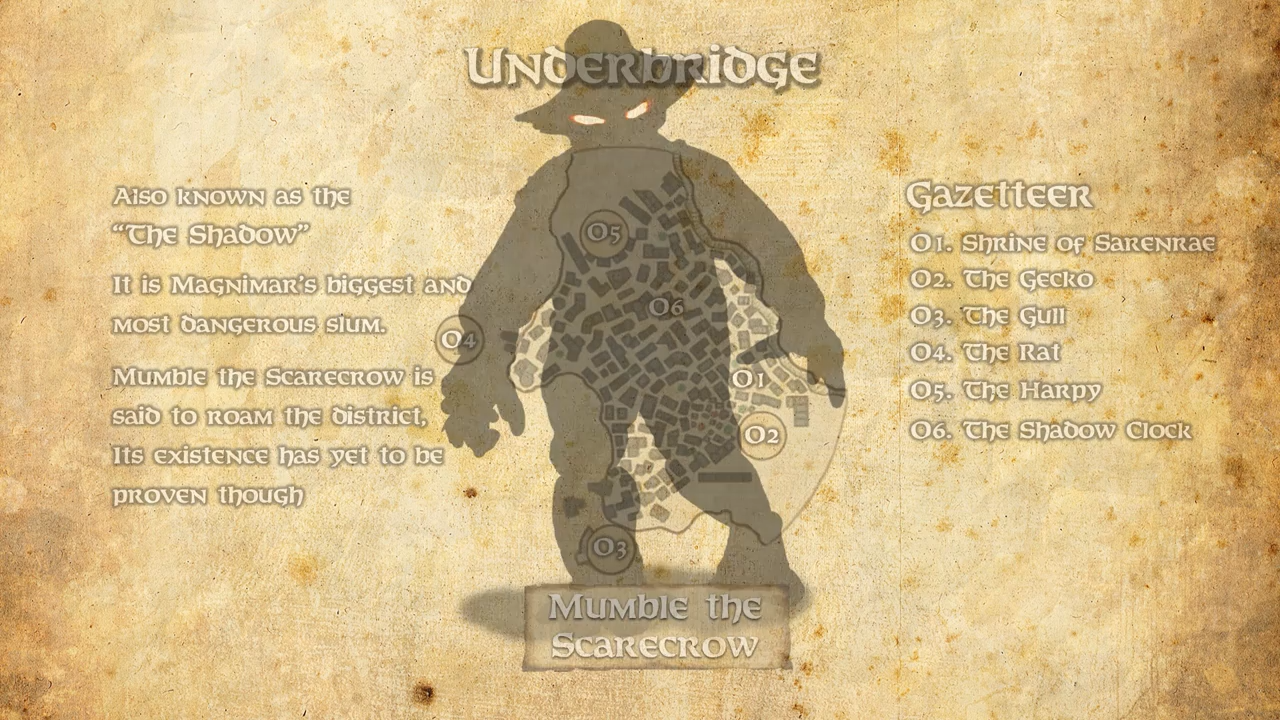 Underbridge
Also known as the
“The Shadow”
It is Magnimar's biggest and
most dangerous slum.
Mumble the Scarecrow is
said to roam the district,
Its existence has yet to be
proven though
05
06
04
01
02
03
Mumble the
Scarecrow
Gazetteer
01. Shrine of Sarenrae
02. The Gecko
03. The Gull
04. The Rat
05. The Harpy
06. The Shadow Clock